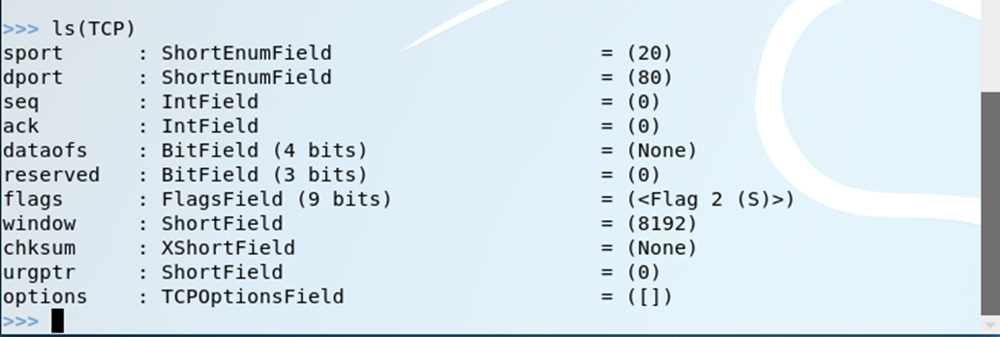 >>> ls(TCP)
sport      : ShortEnumField                      = (20)
dport      : ShortEnumField                      = (80)
seq        : IntField                            = (0)
ack        : IntField                            = (0)
dataofs    : BitField (4 bits)                   = (None)
reserved   : BitField (3 bits)                   = (0)
flags      : FlagsField (9 bits)                 = (<Flag 2 (S)>)
window     : ShortField                          = (8192)
chksum     : XShortField                         = (None)
urgptr     : ShortField                          = (0)
options    : TCPOptionsField                     = ([])
>>>